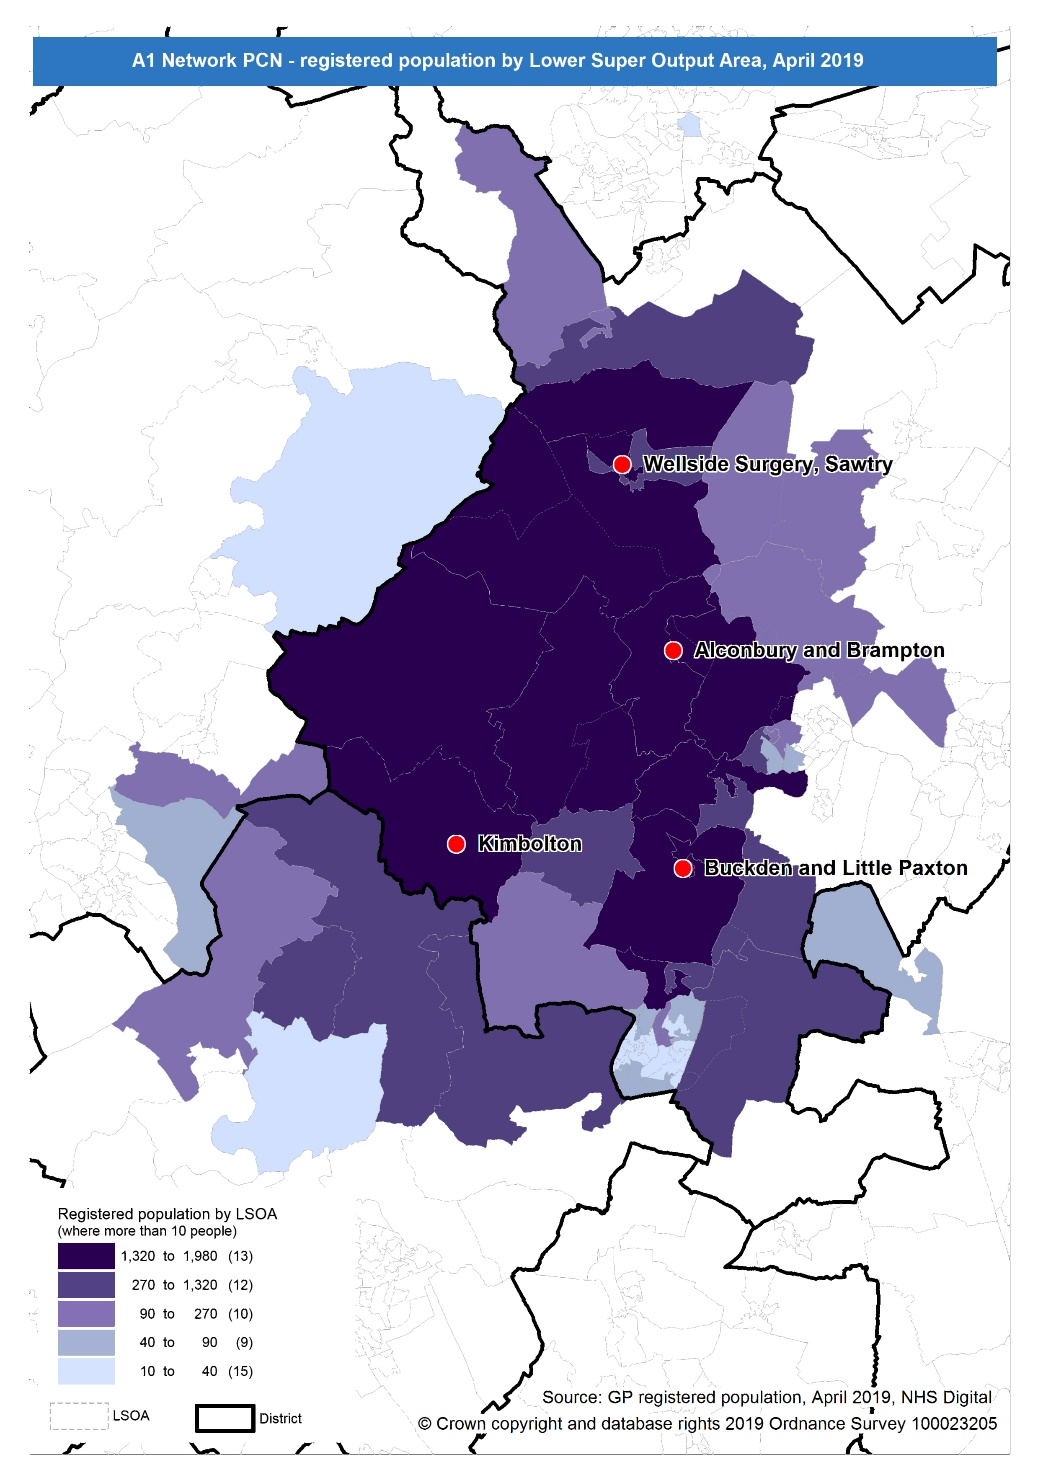 A1 Network PCN - registered population by Lower Super Output Area, April 2019
Wellside Surgery, Sawtry
Alconbury and Brampton
Kimbolton
Buckden and Little Paxton
Registered population by LSOA
(where more than 10 people)
1,320 to 1,980 (13)
270 to 1,320 (12)
90 to 270 (10)
40 to 90 (9)
10 to 40 (15)
LSOA
District
Source: GP registered population, April 2019, NHS Digital
© Crown copyright and database rights 2019 Ordnance Survey 100023205